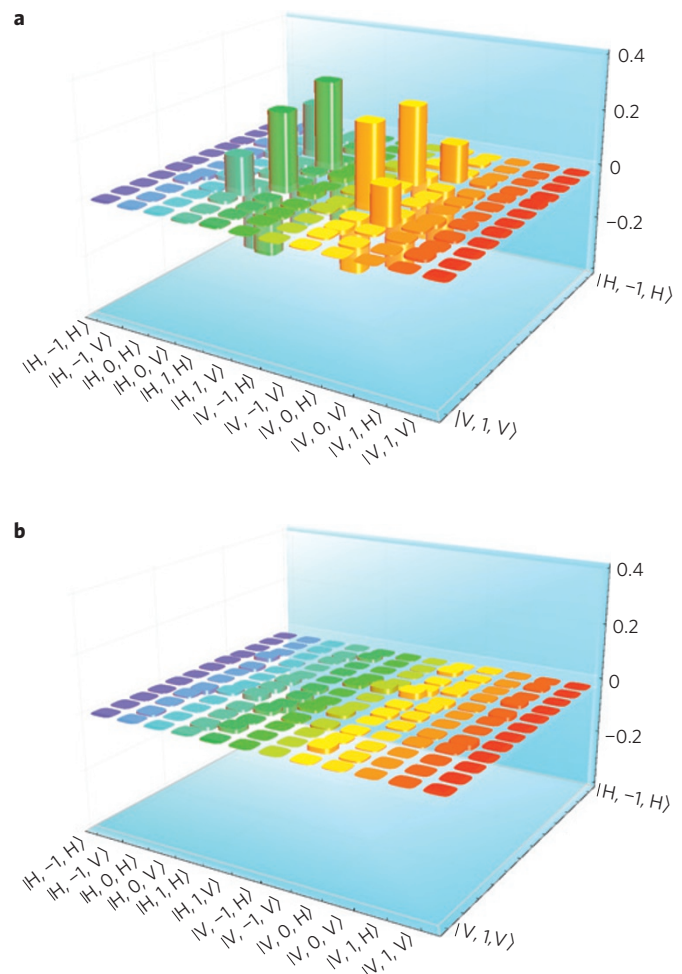 a
0.4
0.2
0
−0.2
|H, −1, H⟩
|H, −1, H⟩
|H, −1, V⟩
|H, 0, H⟩
|H, 0, V⟩
|H, 1, H⟩
|H, 1, V⟩
|V, −1, H⟩
|V, −1, V⟩
|V, 0, H⟩
|V, 0, V⟩
|V, 1, H⟩
|V, 1, V⟩
|V, 1, V⟩
b
0.4
0.2
0
−0.2
|H, −1, H⟩
|H, −1, H⟩
|H, −1, V⟩
|H, 0, H⟩
|H, 0, V⟩
|H, 1, H⟩
|H, 1, V⟩
|V, −1, H⟩
|V, −1, V⟩
|V, 0, H⟩
|V, 0, V⟩
|V, 1, H⟩
|V, 1, V⟩
|V, 1,V⟩